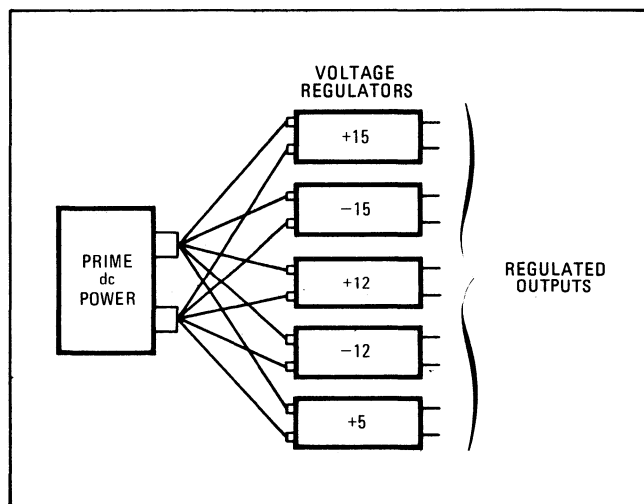 VOLTAGE
REGULATORS
+15
−15
PRIME
dc
POWER
+12
REGULATED
OUTPUTS
−12
+5